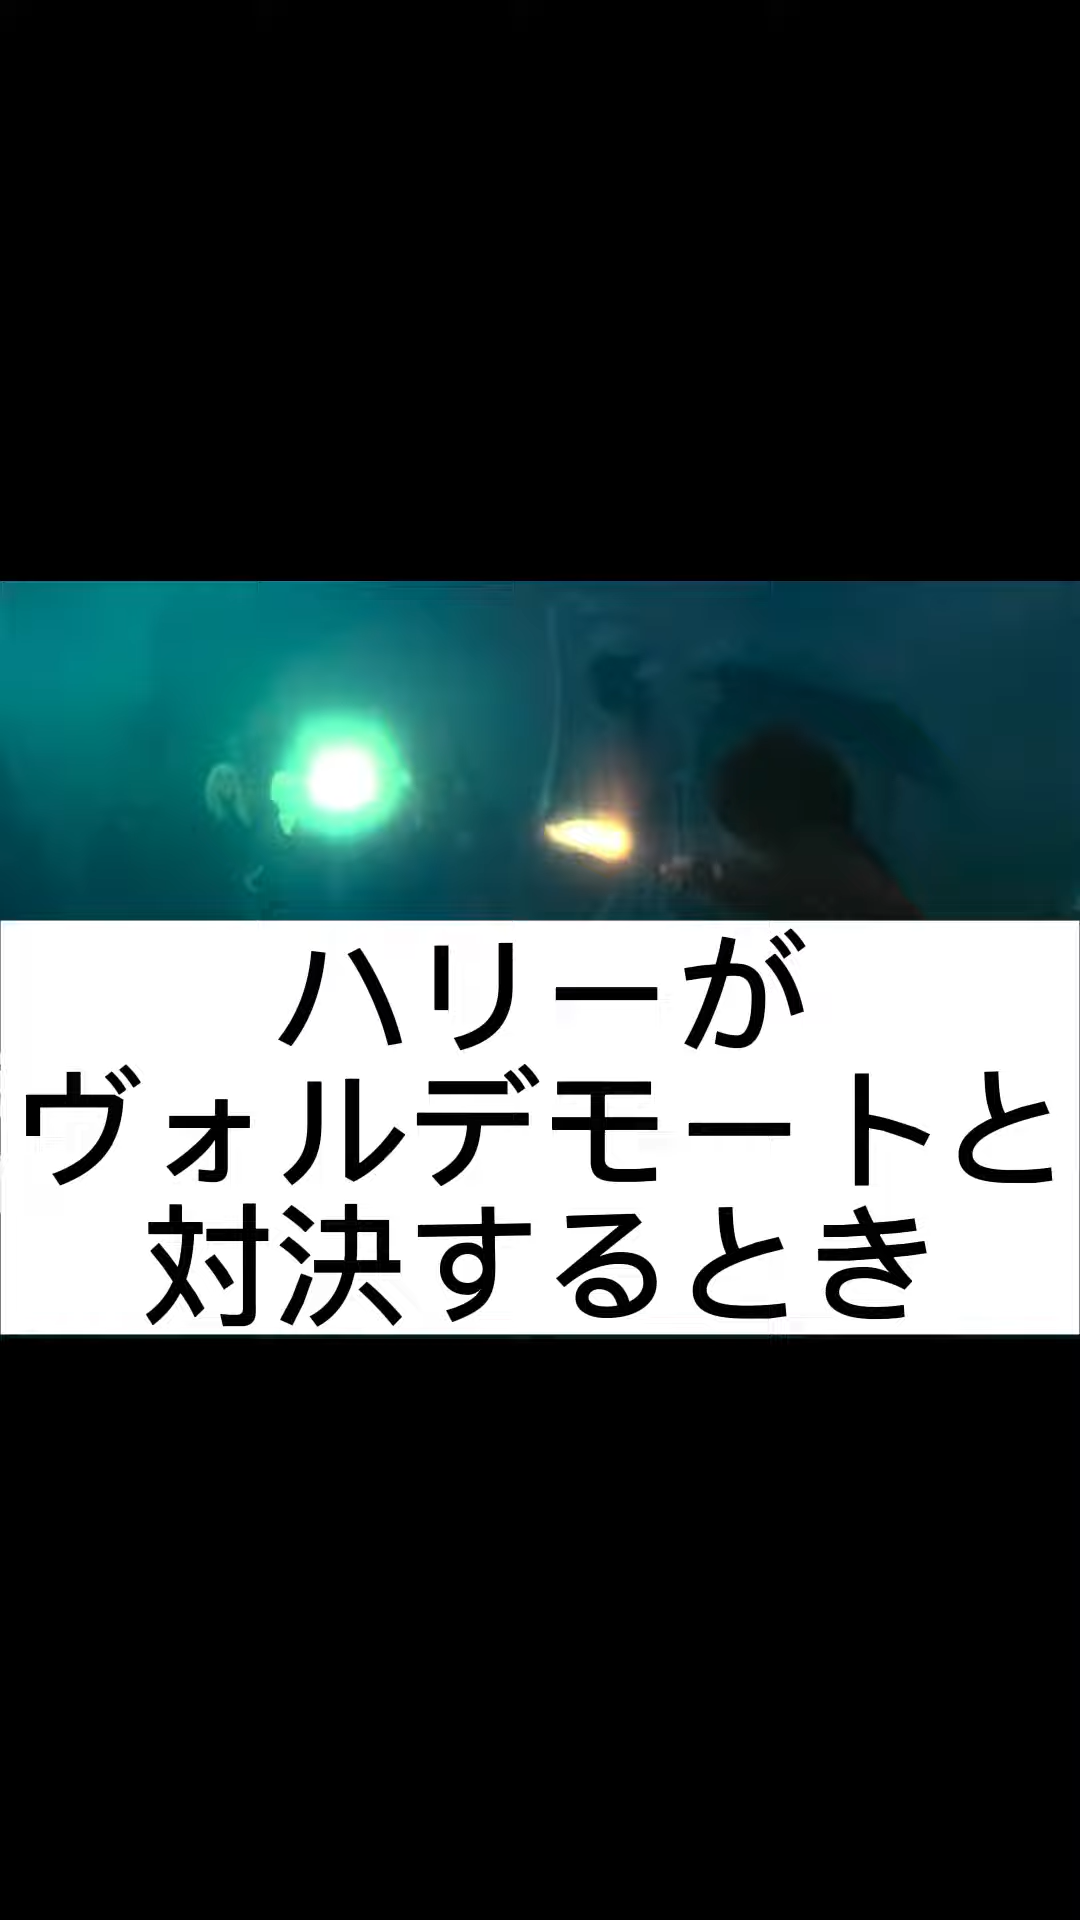 ハリーが
ヴォルデモートと
対決するとき